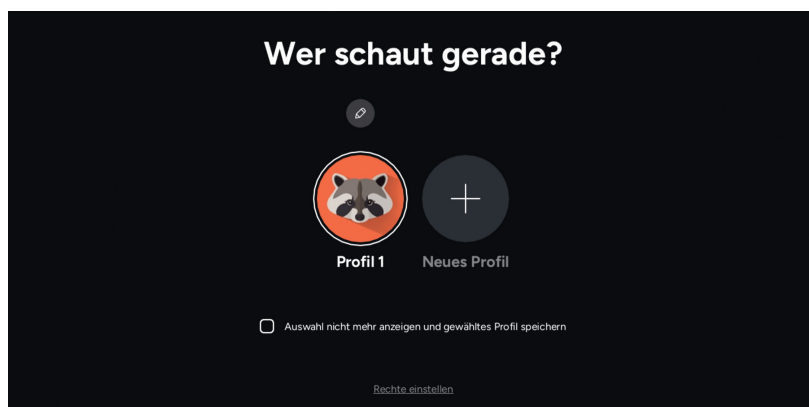 Wer schaut gerade?
Profil 1
Neues Profil
Auswahl nicht mehr anzeigen und gewähltes Profil speichern
Rechte einstellen